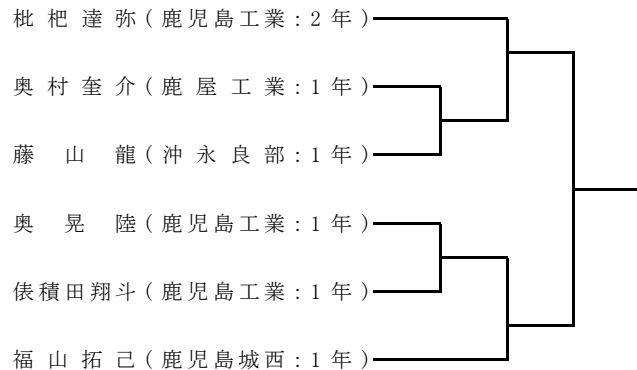 枇杷達弥(鹿児島工業:2年)
奥村奎介(鹿屋工業:1年)
藤山龍(沖永良部:1年)
奥晃陸(鹿児島工業:1年)
俵積田翔斗(鹿児島工業:1年)
福山拓己(鹿児島城西:1年)